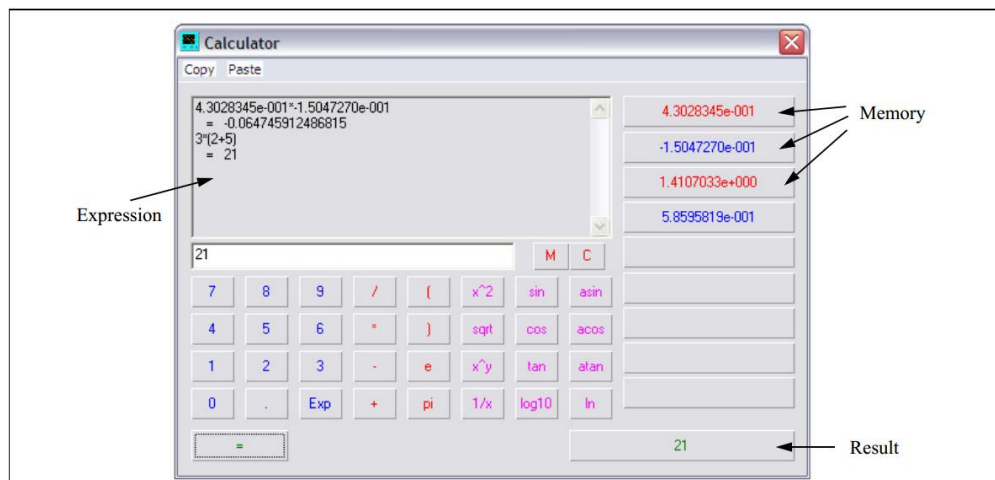 Calculator
Copy Paste
4.3028345e-001*-1.5047270e-001
= -0.064745912486815
3*(2+5)
= 21
4.3028345e-001
-1.5047270e-001
1.4107033e+000
5.8595819e-001
Memory
Expression
21
M C
7 8 9 / ( x^2 sin asin
4 5 6 * ) sqrt cos acos
1 2 3 - e x^y tan atan
0 . Exp + pi 1/x log10 ln
=
21
Result